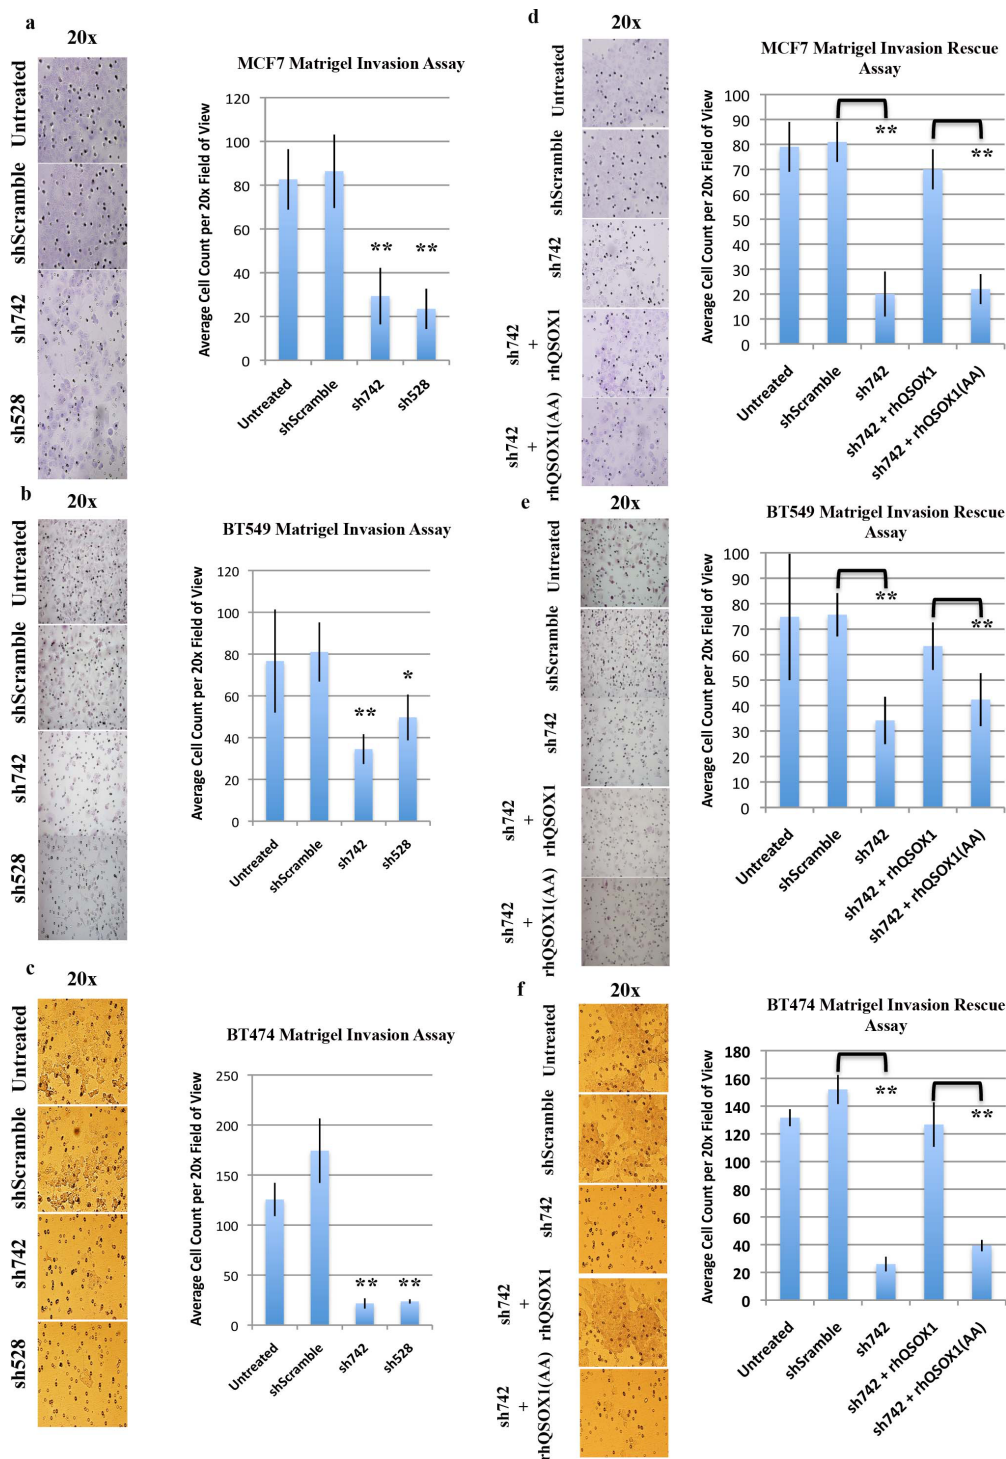 a
20x
Untreated
shScramble
sh742
sh528
MCF7 Matrigel Invasion Assay
Average Cell Count per 20x Field of View
120
100
80
60
40
20
0
**
**
Untreated
shScramble
sh742
sh528
b
20x
Untreated
shScramble
sh742
sh528
BT549 Matrigel Invasion Assay
Average Cell Count per 20x Field of View
120
100
80
60
40
20
0
**
*
Untreated
shScramble
sh742
sh528
c
20x
Untreated
shScramble
sh742
sh528
BT474 Matrigel Invasion Assay
Average Cell Count per 20x Field of View
250
200
150
100
50
0
**
**
Untreated
shScramble
sh742
sh528
d
20x
Untreated
shScramble
sh742
sh742
+
rhQSOX1
sh742
+
rhQSOX1(AA)
MCF7 Matrigel Invasion Rescue
Assay
Average Cell Count per 20x Field of View
100
90
80
70
60
50
40
30
20
10
0
**
**
Untreated
shScramble
sh742
sh742 + rhQSOX1
sh742 + rhQSOX1(AA)
e
20x
Untreated
shScramble
sh742
sh742
+
rhQSOX1
sh742
+
rhQSOX1(AA)
BT549 Matrigel Invasion Rescue
Assay
Average Cell Count per 20x Field of View
100
90
80
70
60
50
40
30
20
10
0
**
**
Untreated
shScramble
sh742
sh742 + rhQSOX1
sh742 + rhQSOX1(AA)
f
20x
Untreated
shScramble
sh742
sh742
+
rhQSOX1
sh742
+
rhQSOX1(AA)
BT474 Matrigel Invasion Rescue
Assay
Average Cell Count per 20x Field of View
180
160
140
120
100
80
60
40
20
0
**
**
Untreated
shSramble
sh742
sh742 + rhQSOX1
sh742 + rhQSOX1(AA)